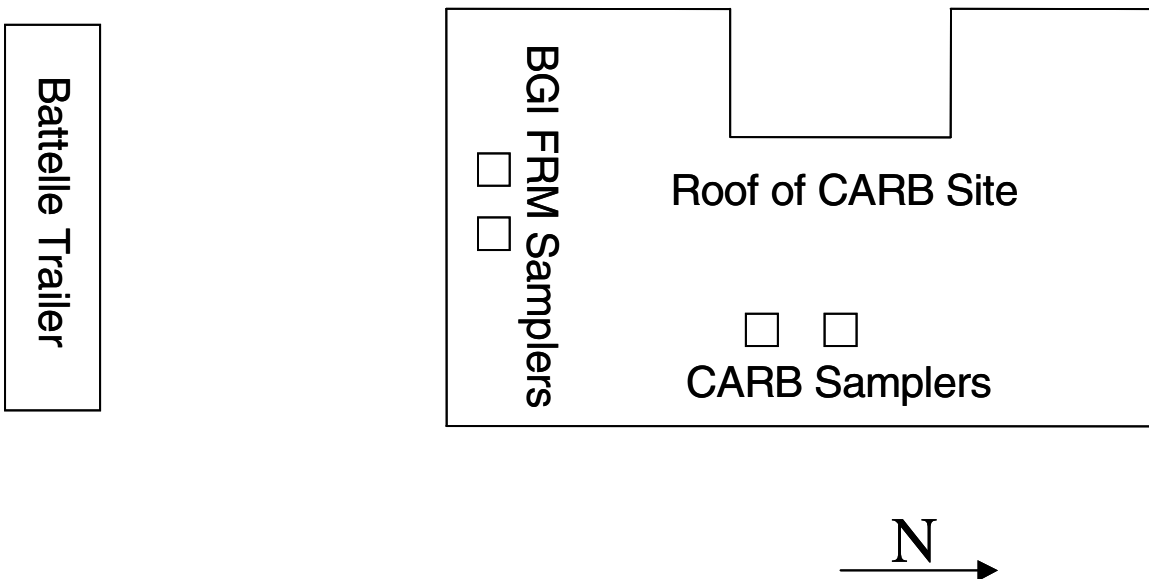 Battelle Trailer
BGI FRM Samplers
Roof of CARB Site
CARB Samplers
N